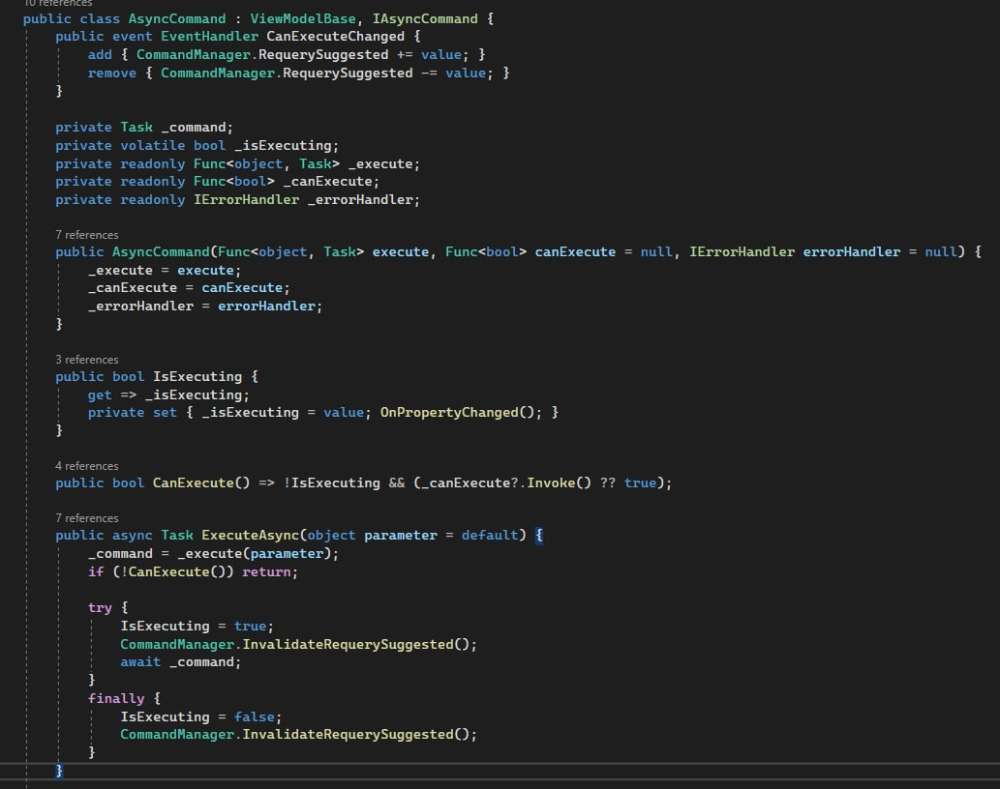 10 references
public class AsyncCommand : ViewModelBase, IAsyncCommand {
public event EventHandler CanExecuteChanged {
add { CommandManager.RequerySuggested += value; }
remove { CommandManager.RequerySuggested -= value; }
}
private Task _command;
private volatile bool _isExecuting;
private readonly Func<object, Task> _execute;
private readonly Func<bool> _canExecute;
private readonly IErrorHandler _errorHandler;
7 references
public AsyncCommand(Func<object, Task> execute, Func<bool> canExecute = null, IErrorHandler errorHandler = null) {
_execute = execute;
_canExecute = canExecute;
_errorHandler = errorHandler;
}
3 references
public bool IsExecuting {
get => _isExecuting;
private set { _isExecuting = value; OnPropertyChanged(); }
}
4 references
public bool CanExecute() => !IsExecuting && (_canExecute?.Invoke() ?? true);
7 references
public async Task ExecuteAsync(object parameter = default) {
_command = _execute(parameter);
if (!CanExecute()) return;
try {
IsExecuting = true;
CommandManager.InvalidateRequerySuggested();
await _command;
}
finally {
IsExecuting = false;
CommandManager.InvalidateRequerySuggested();
}
}